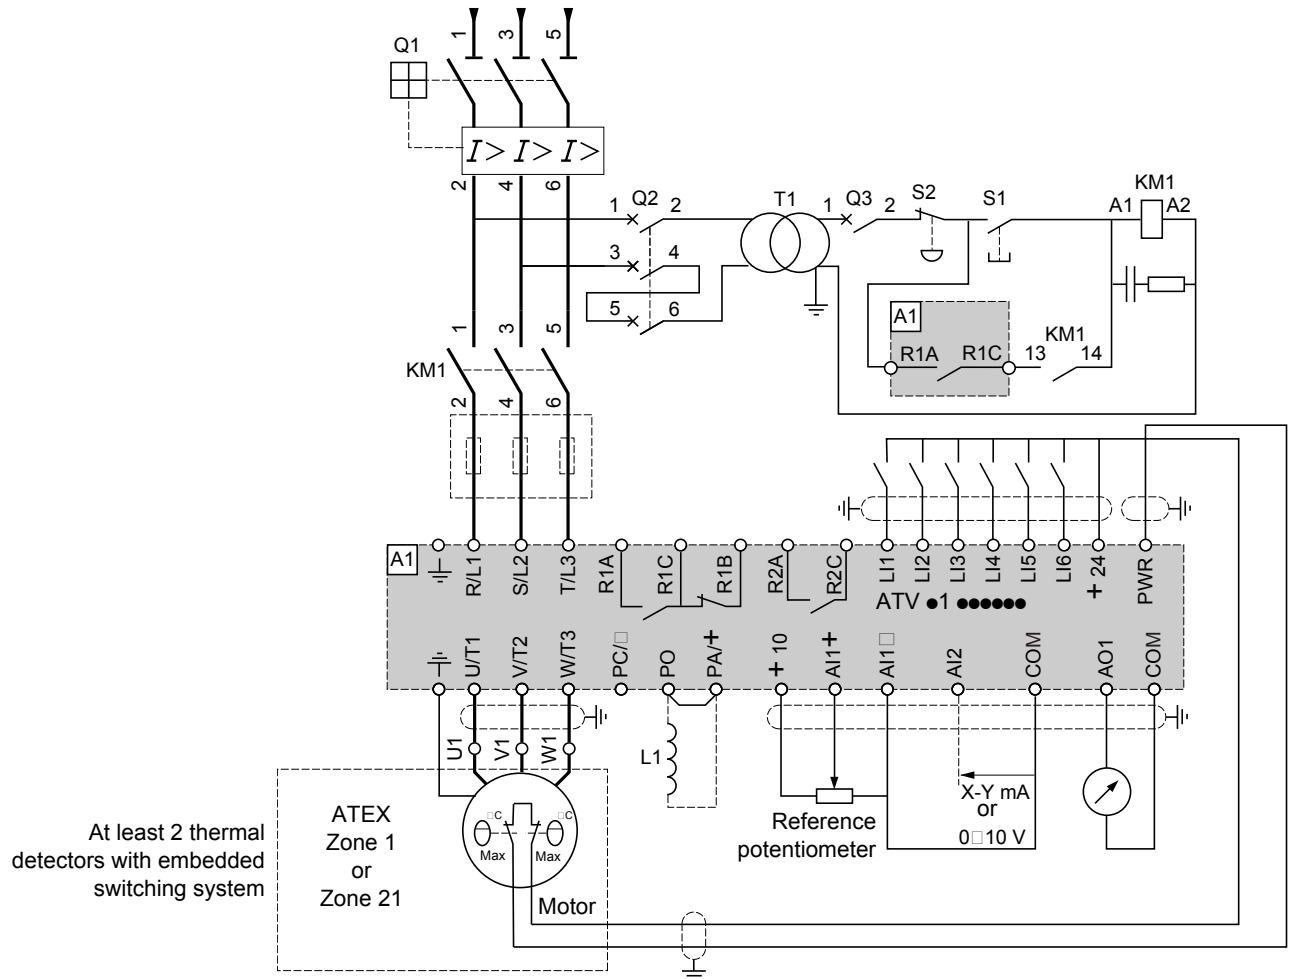 Q1
1
3
5
I> I> I>
2
4
6
1 Q2 2
3 4
5 6
T1
1 Q3 2
S2
S1
KM1
A1 A2
A1
R1A R1C
13 KM1 14
1
3
5
KM1
2
4
6
A1
R/L1
S/L2
T/L3
R1A
R1C
R1B
R2A
R2C
LI1
LI2
LI3
LI4
LI5
LI6
+ 24
PWR
ATV ●1 ●●●●●●
U/T1
V/T2
W/T3
PC/□
PO
PA/+
+ 10
AI1+
AI1□
AI2
COM
AO1
COM
U1
V1
W1
L1
X-Y mA
or
0□10 V
Reference
potentiometer
At least 2 thermal
detectors with embedded
switching system
ATEX
Zone 1
or
Zone 21
□C □C
Max Max
Motor